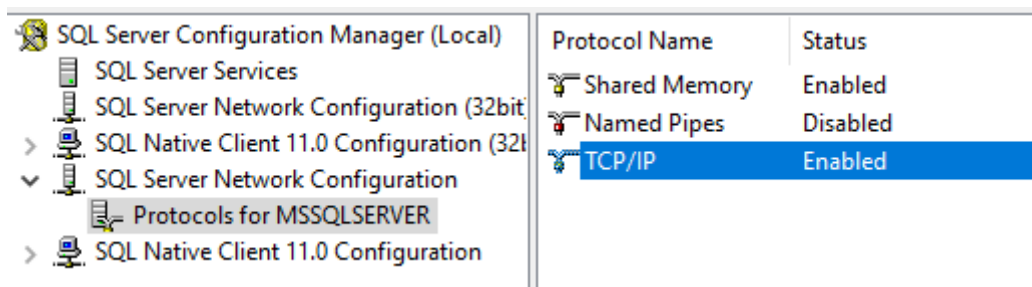 SQL Server Configuration Manager (Local)
SQL Server Services
SQL Server Network Configuration (32bit
SQL Native Client 11.0 Configuration (32b
SQL Server Network Configuration
Protocols for MSSQLSERVER
SQL Native Client 11.0 Configuration
Protocol Name Status
Shared Memory Enabled
Named Pipes Disabled
TCP/IP Enabled